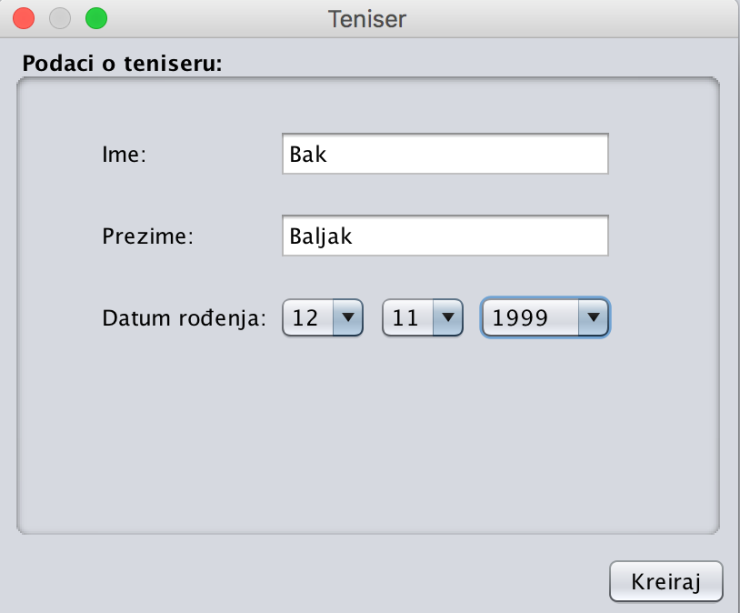 Teniser
Podaci o teniseru:
Ime: Bak
Prezime: Baljak
Datum rođenja: 12 11 1999
Kreiraj